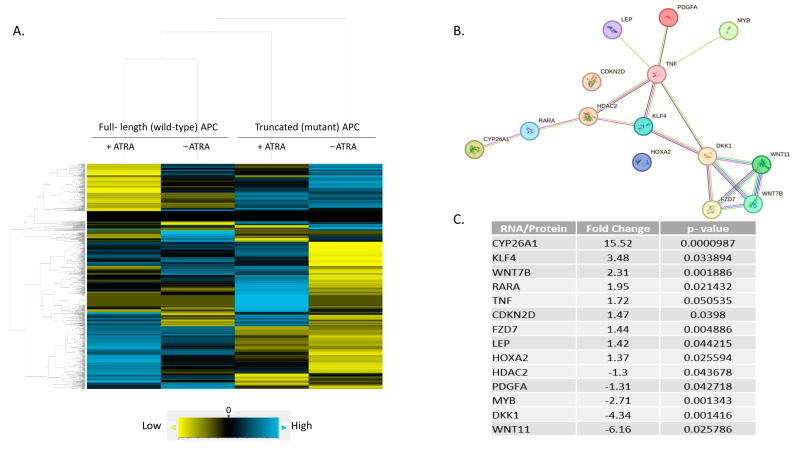 A.
Full- length (wild-type) APC
Truncated (mutant) APC
+ ATRA
−ATRA
+ ATRA
−ATRA
Low
0
High
B.
PDGFA
LEP
MYB
TNF
CDKN2D
HDAC2
RARA
KLF4
CYP26A1
DKK1
HOXA2
WNT11
WNT7B
FZD7
C.
RNA/Protein Fold Change p- value
CYP26A1 15.52 0.0000987
KLF4 3.48 0.033894
WNT7B 2.31 0.001886
RARA 1.95 0.021432
TNF 1.72 0.050535
CDKN2D 1.47 0.0398
FZD7 1.44 0.004886
LEP 1.42 0.044215
HOXA2 1.37 0.025594
HDAC2 -1.3 0.043678
PDGFA -1.31 0.042718
MYB -2.71 0.001343
DKK1 -4.34 0.001416
WNT11 -6.16 0.025786